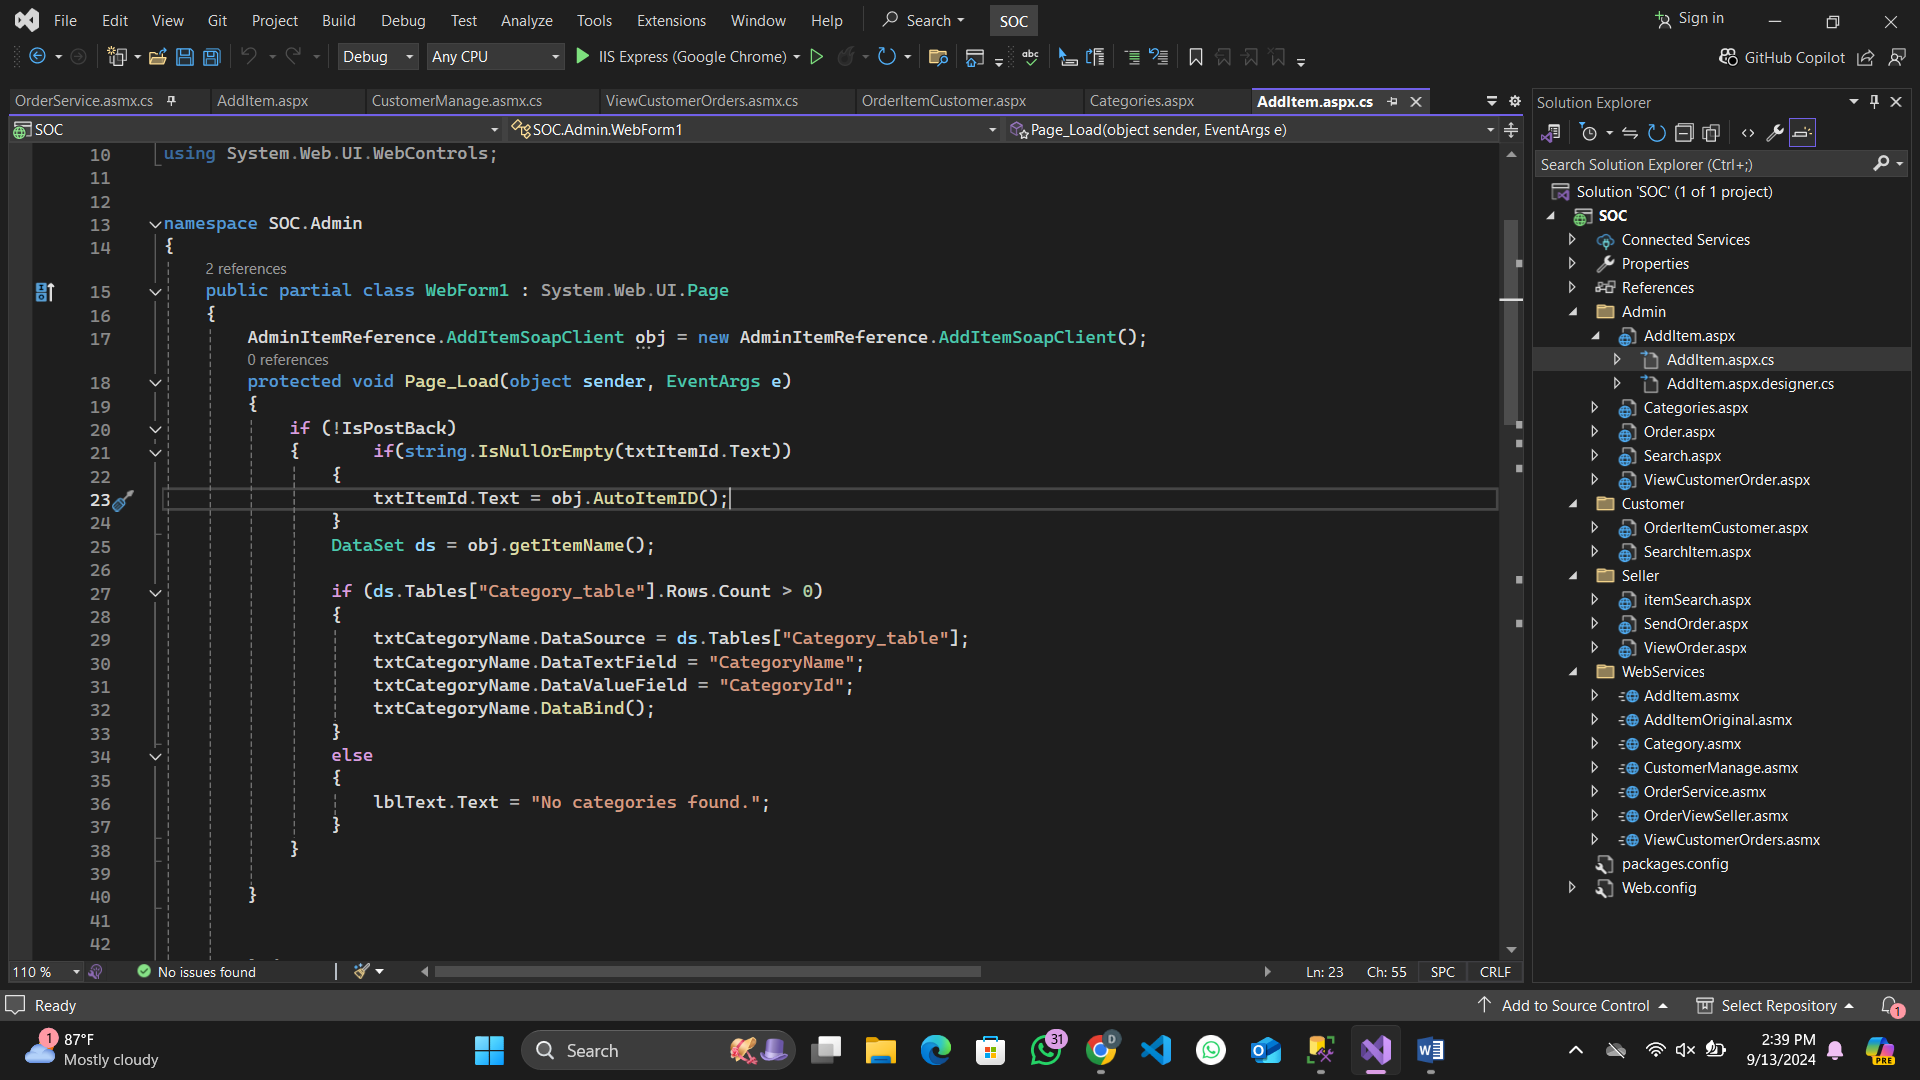 File Edit View Git Project Build Debug Test Analyze Tools Extensions Window Help Search SOC Sign in
Debug Any CPU IIS Express (Google Chrome) abc GitHub Copilot
OrderService.asmx.cs AddItem.aspx CustomerManage.asmx.cs ViewCustomerOrders.asmx.cs OrderItemCustomer.aspx Categories.aspx AddItem.aspx.cs
SOC SOC.Admin.WebForm1 Page_Load(object sender, EventArgs e)
10 using System.Web.UI.WebControls;
11
12
13 namespace SOC.Admin
14 {
2 references
15 public partial class WebForm1 : System.Web.UI.Page
16 {
17 AdminItemReference.AddItemSoapClient obj = new AdminItemReference.AddItemSoapClient();
0 references
18 protected void Page_Load(object sender, EventArgs e)
19 {
20 if (!IsPostBack)
21 { if(string.IsNullOrEmpty(txtItemId.Text))
22 {
23 txtItemId.Text = obj.AutoItemID();
24 }
25 DataSet ds = obj.getItemName();
26
27 if (ds.Tables["Category_table"].Rows.Count > 0)
28 {
29 txtCategoryName.DataSource = ds.Tables["Category_table"];
30 txtCategoryName.DataTextField = "CategoryName";
31 txtCategoryName.DataValueField = "CategoryId";
32 txtCategoryName.DataBind();
33 }
34 else
35 {
36 lblText.Text = "No categories found.";
37 }
38 }
39
40 }
41
42
110 % No issues found Ln: 23 Ch: 55 SPC CRLF
Solution Explorer
Search Solution Explorer (Ctrl+;)
Solution 'SOC' (1 of 1 project)
SOC
Connected Services
Properties
References
Admin
AddItem.aspx
AddItem.aspx.cs
AddItem.aspx.designer.cs
Categories.aspx
Order.aspx
Search.aspx
ViewCustomerOrder.aspx
Customer
OrderItemCustomer.aspx
SearchItem.aspx
Seller
itemSearch.aspx
SendOrder.aspx
ViewOrder.aspx
WebServices
AddItem.asmx
AddItemOriginal.asmx
Category.asmx
CustomerManage.asmx
OrderService.asmx
OrderViewSeller.asmx
ViewCustomerOrders.asmx
packages.config
Web.config
Ready Add to Source Control Select Repository 1
1 87°F
Mostly cloudy
Search
31
D
2:39 PM
9/13/2024
PRE